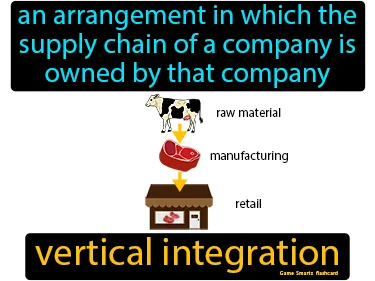 an arrangement in which the
supply chain of a company is
owned by that company
raw material
manufacturing
retail
vertical integration
Game Smartz flashcard